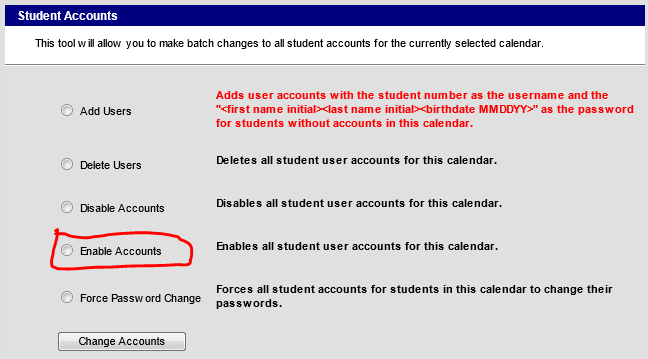 Student Accounts
This tool will allow you to make batch changes to all student accounts for the currently selected calendar.
Add Users
Adds user accounts with the student number as the username and the
"<first name initial><last name initial><birthdate MMDDYY>" as the password
for students without accounts in this calendar.
Delete Users
Deletes all student user accounts for this calendar.
Disable Accounts
Disables all student user accounts for this calendar.
Enable Accounts
Enables all student user accounts for this calendar.
Force Password Change
Forces all student accounts for students in this calendar to change their
passwords.
Change Accounts